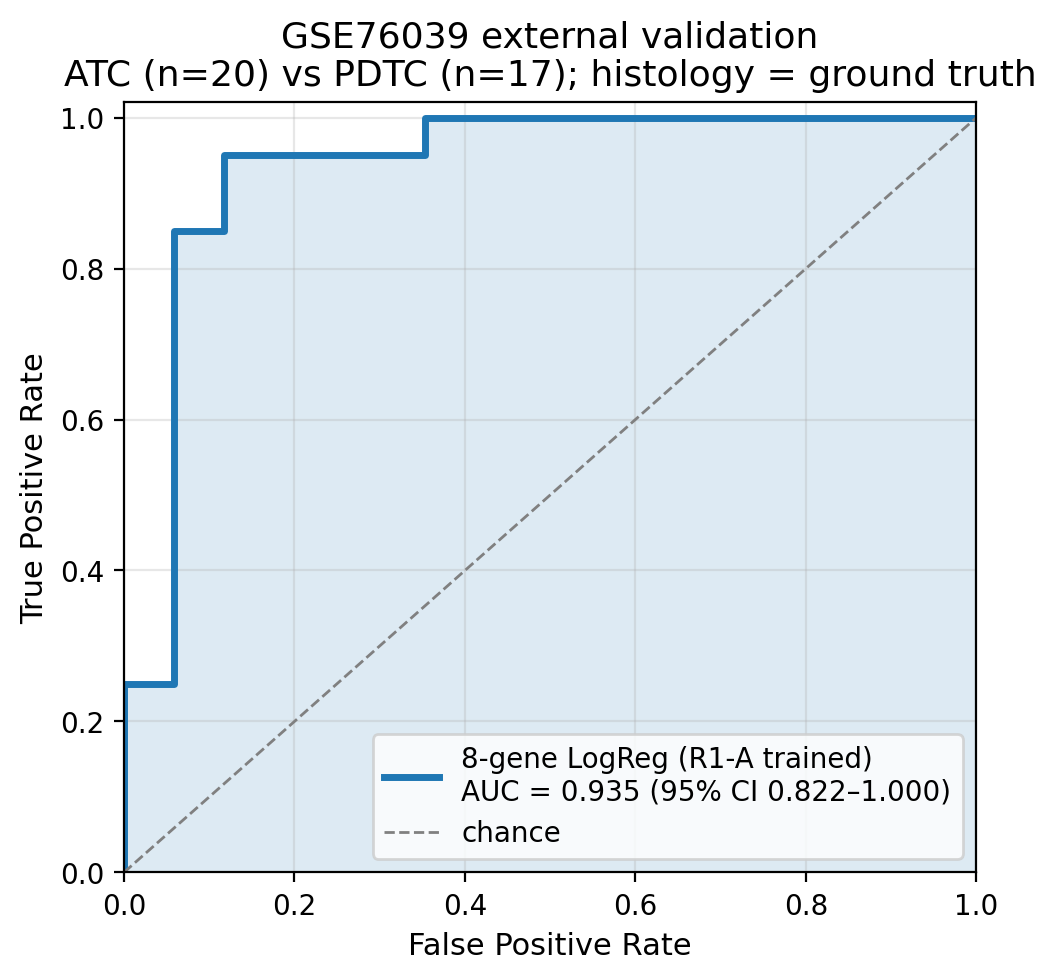 GSE76039 external validation
ATC (n=20) vs PDTC (n=17); histology = ground truth
1.0
0.8
0.6
0.4
0.2
0.0
True Positive Rate
8-gene LogReg (R1-A trained)
AUC = 0.935 (95% CI 0.822–1.000)
chance
0.0 0.2 0.4 0.6 0.8 1.0
False Positive Rate